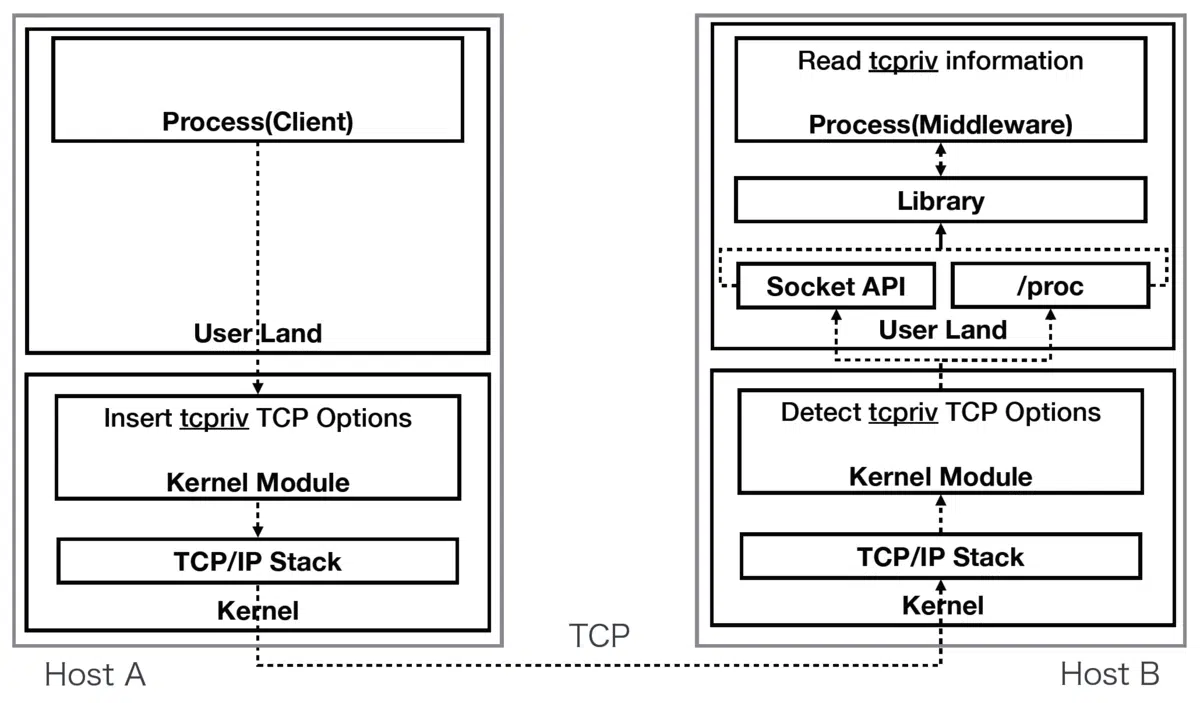 Process(Client)
User Land
Insert tcpriv TCP Options
Kernel Module
TCP/IP Stack
Kernel
Host A
TCP
Read tcpriv information
Process(Middleware)
Library
Socket API
/proc
User Land
Detect tcpriv TCP Options
Kernel Module
TCP/IP Stack
Kernel
Host B